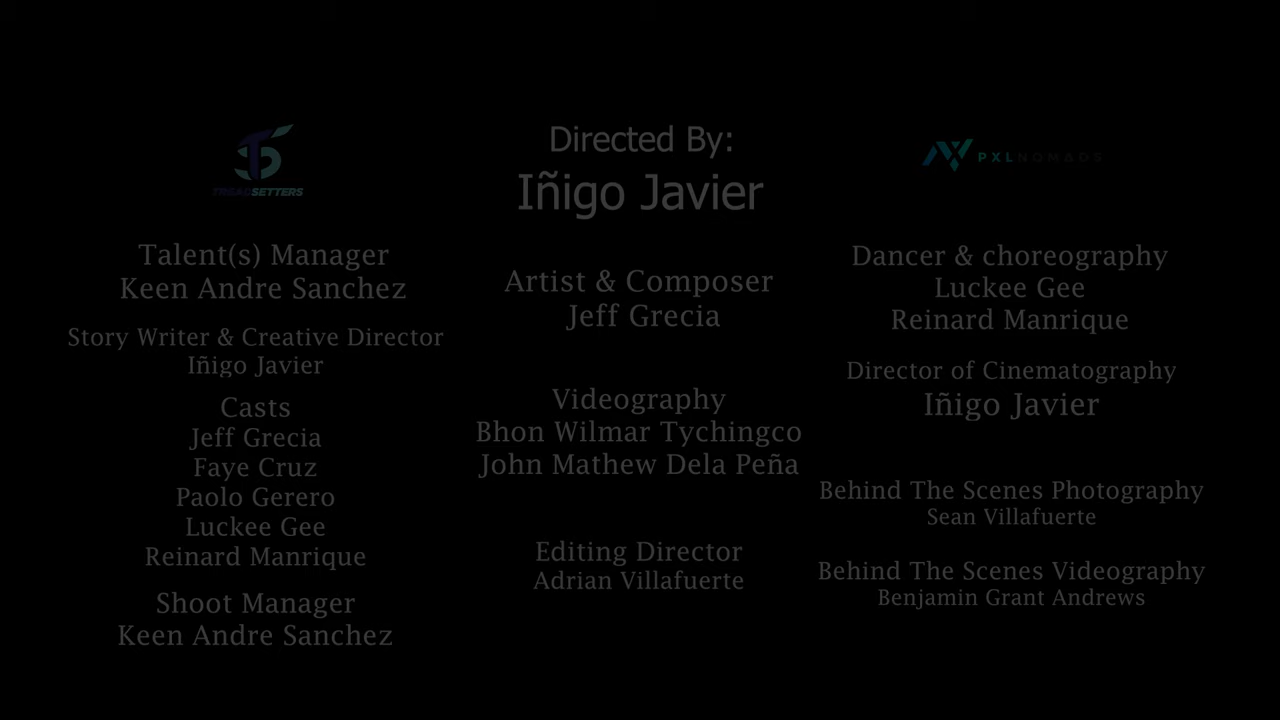 TRENDSETTERS
Talent(s) Manager
Keen Andre Sanchez
Story Writer & Creative Director
Iñigo Javier
Casts
Jeff Grecia
Faye Cruz
Paolo Gerero
Luckee Gee
Reinard Manrique
Shoot Manager
Keen Andre Sanchez
Directed By:
Iñigo Javier
Artist & Composer
Jeff Grecia
Videography
Bhon Wilmar Tychingco
John Mathew Dela Peña
Editing Director
Adrian Villafuerte
PXLNOMADS
Dancer & choreography
Luckee Gee
Reinard Manrique
Director of Cinematography
Iñigo Javier
Behind The Scenes Photography
Sean Villafuerte
Behind The Scenes Videography
Benjamin Grant Andrews